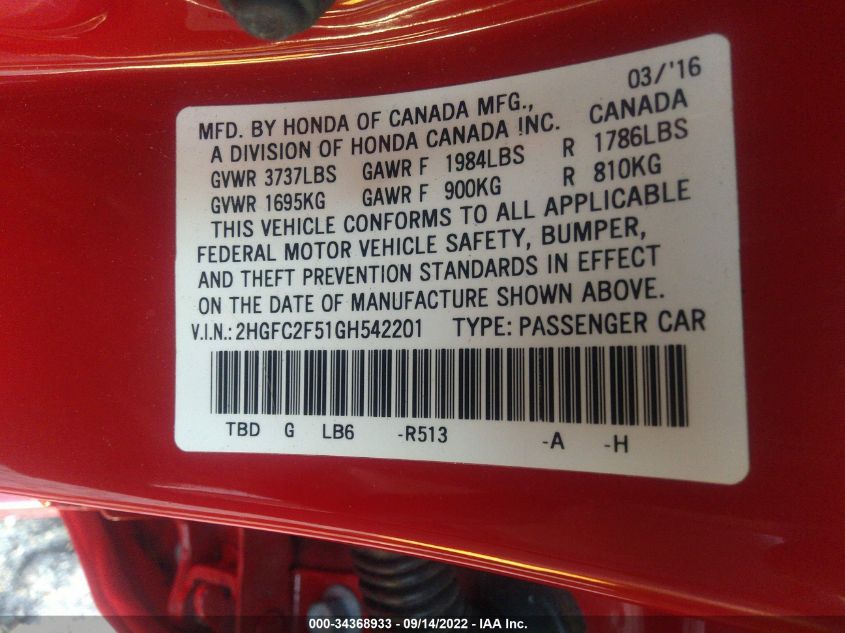 03/'16
MFD. BY HONDA OF CANADA MFG., CANADA
A DIVISION OF HONDA CANADA INC.
GVWR 3737LBS GAWR F 1984LBS R 1786LBS
GVWR 1695KG GAWR F 900KG R 810KG
THIS VEHICLE CONFORMS TO ALL APPLICABLE
FEDERAL MOTOR VEHICLE SAFETY, BUMPER,
AND THEFT PREVENTION STANDARDS IN EFFECT
ON THE DATE OF MANUFACTURE SHOWN ABOVE.
V.I.N.: 2HGFC2F51GH542201 TYPE: PASSENGER CAR
TBD G LB6 -R513 -A -H
000-34368933 - 09/14/2022 - IAA Inc.